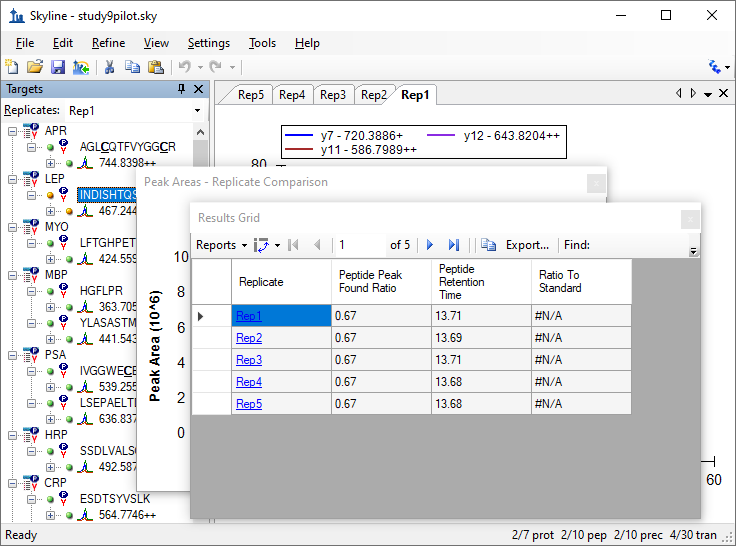 Skyline - study9pilot.sky
File Edit Refine View Settings Tools Help
Targets
Replicates: Rep1
APR
AGLCQTFVYGGCR
744.8398++
LEP
INDISHTQS
467.244
MYO
LFTGHPET
424.559
MBP
HGFLPR
363.705
YLASASTM
441.543
PSA
IVGGWEC
539.255
LSEPAELT
636.837
HRP
SSDLVALS
492.587
CRP
ESDTSYVSLK
564.7746++
Rep5 Rep4 Rep3 Rep2 Rep1
y7 - 720.3886+ y12 - 643.8204++
y11 - 586.7989++
80
60
Peak Areas - Replicate Comparison
Peak Area (10^6)
10
8
6
4
2
0
Results Grid
Reports 1 of 5 Export... Find:
Replicate Peptide Peak Found Ratio Peptide Retention Time Ratio To Standard
Rep1 0.67 13.71 #N/A
Rep2 0.67 13.69 #N/A
Rep3 0.67 13.71 #N/A
Rep4 0.67 13.68 #N/A
Rep5 0.67 13.68 #N/A
Ready 2/7 prot 2/10 pep 2/10 prec 4/30 tran